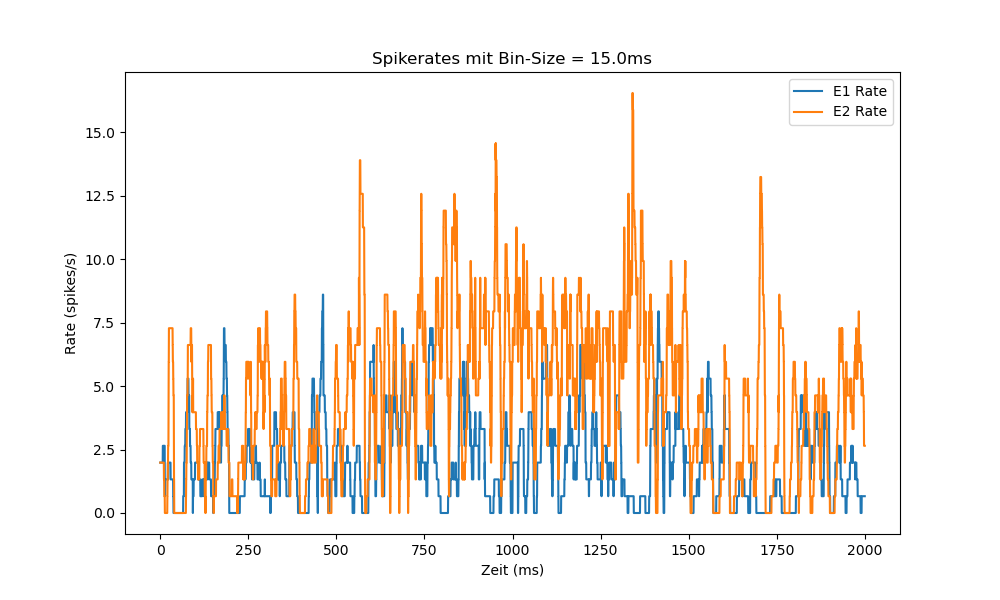 Spikerates mit Bin-Size = 15.0ms
E1 Rate
E2 Rate
Rate (spikes/s)
15.0
12.5
10.0
7.5
5.0
2.5
0.0
0 250 500 750 1000 1250 1500 1750 2000
Zeit (ms)